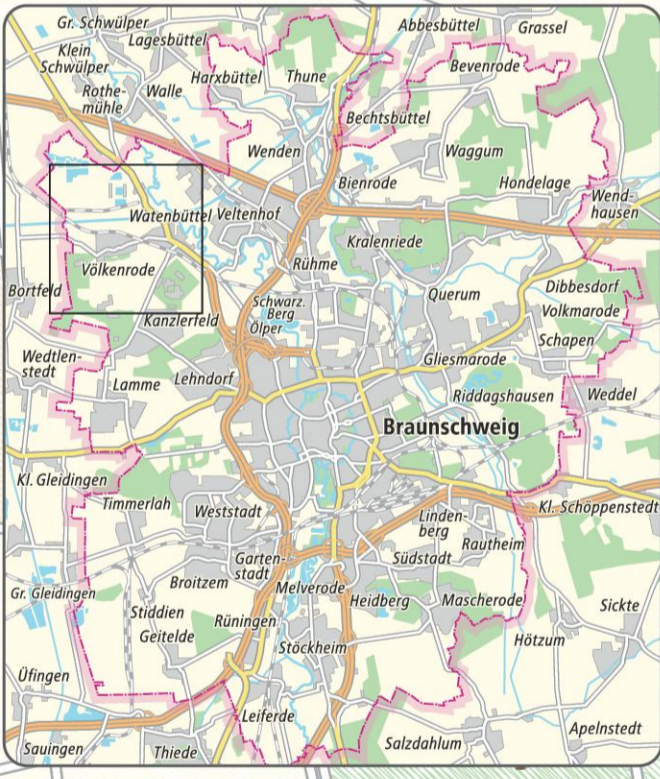 Gr. Schwülper
Lagesbüttel
Abbesbüttel
Grassel
Klein
Schwülper
Harxbüttel
Thune
Bevenrode
Rothe-
mühle
Walle
Bechtsbüttel
Wenden
Waggum
Bienrode
Hondelage
Wend-
hausen
Watenbüttel
Veltenhof
Kralenriede
Völkenrode
Rühme
Bortfeld
Querum
Dibbesdorf
Volkmarode
Kanzlerfeld
Schwarz.
Berg
Ölper
Schapen
Wedtlen-
stedt
Gliesmarode
Lamme
Lehndorf
Riddagshausen
Weddel
Braunschweig
Kl. Gleidingen
Timmerlah
Weststadt
Kl. Schöppenstedt
Linden-
berg
Rautheim
Garten-
stadt
Südstadt
Broitzem
Melverode
Heidberg
Mascherode
Gr. Gleidingen
Stiddien
Geitelde
Rüningen
Sickte
Stöckheim
Hötzum
Üfingen
Leiferde
Apelnstedt
Sauingen
Thiede
Salzdahlum